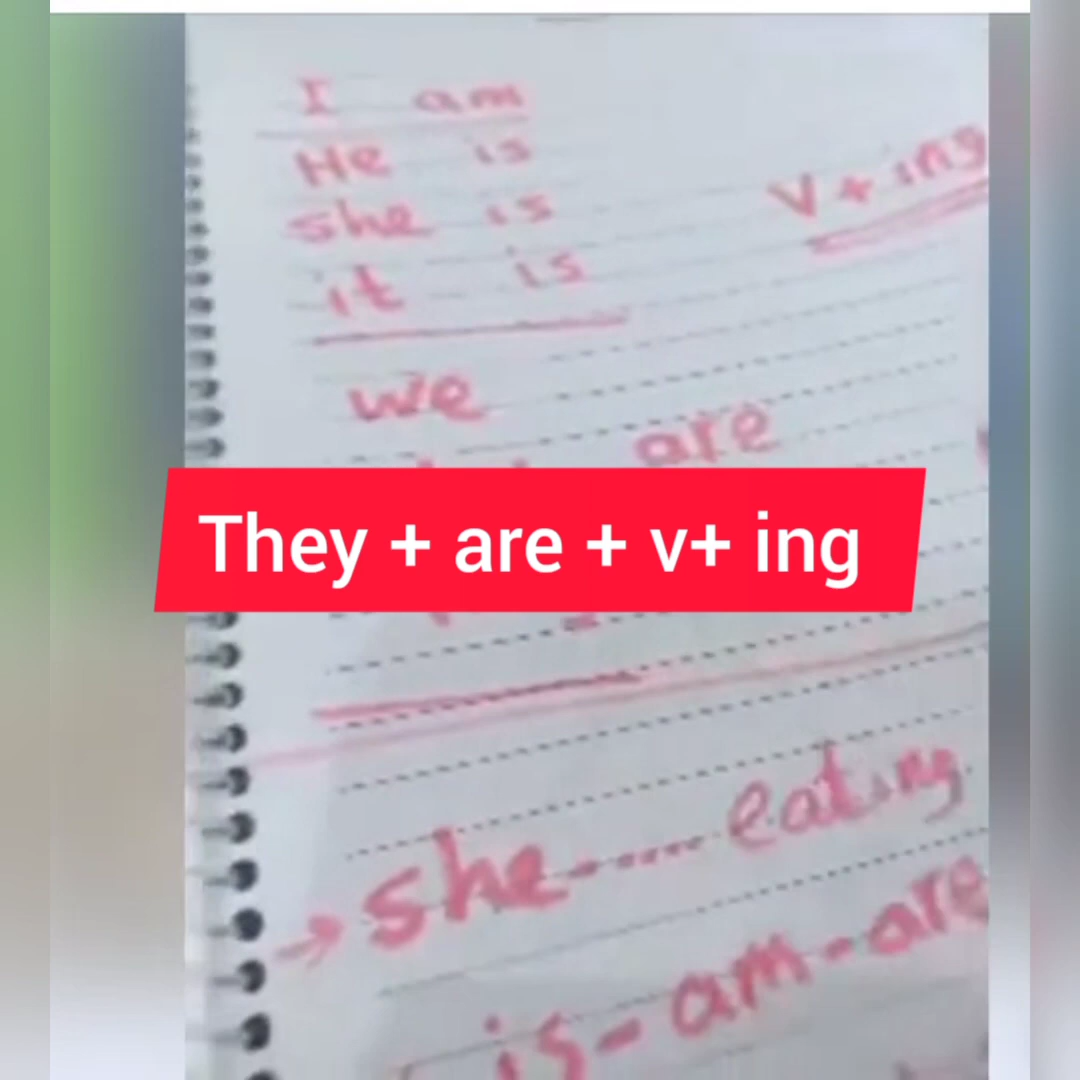 I am
He is
she is
it is
V + ing
we
are
They + are + v+ ing
→ she ----- eating
is - am - are